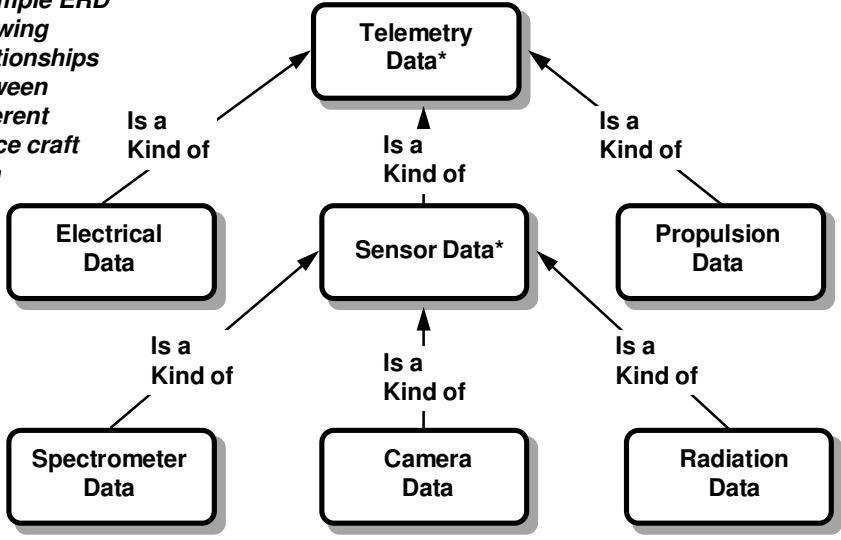 Telemetry
Data*
Is a
Kind of
Is a
Kind of
Is a
Kind of
Electrical
Data
Sensor Data*
Propulsion
Data
Is a
Kind of
Is a
Kind of
Is a
Kind of
Spectrometer
Data
Camera
Data
Radiation
Data